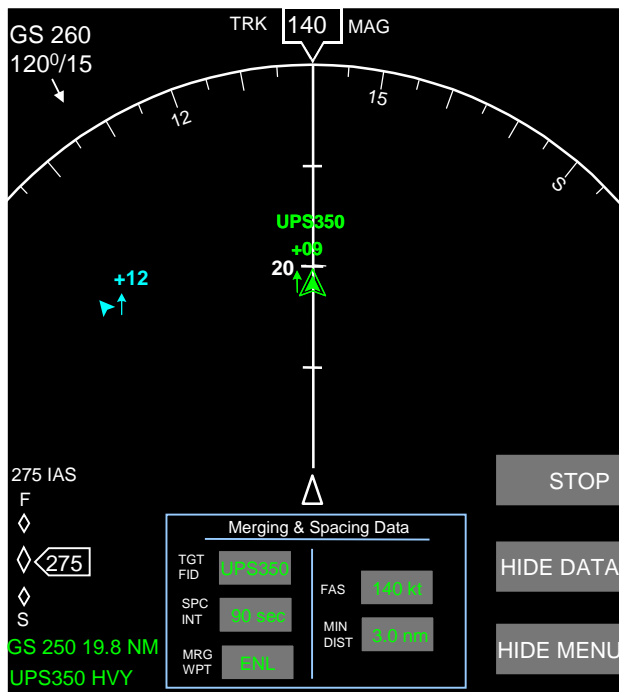 TRK 140 MAG
GS 260
120⁰/15
12
15
S
UPS350
+09
20
+12
275 IAS
F
275
S
GS 250 19.8 NM
UPS350 HVY
Merging & Spacing Data
TGT FID UPS350
SPC INT 90 sec
MRG WPT ENL
FAS 140 kt
MIN DIST 3.0 nm
STOP
HIDE DATA
HIDE MENU